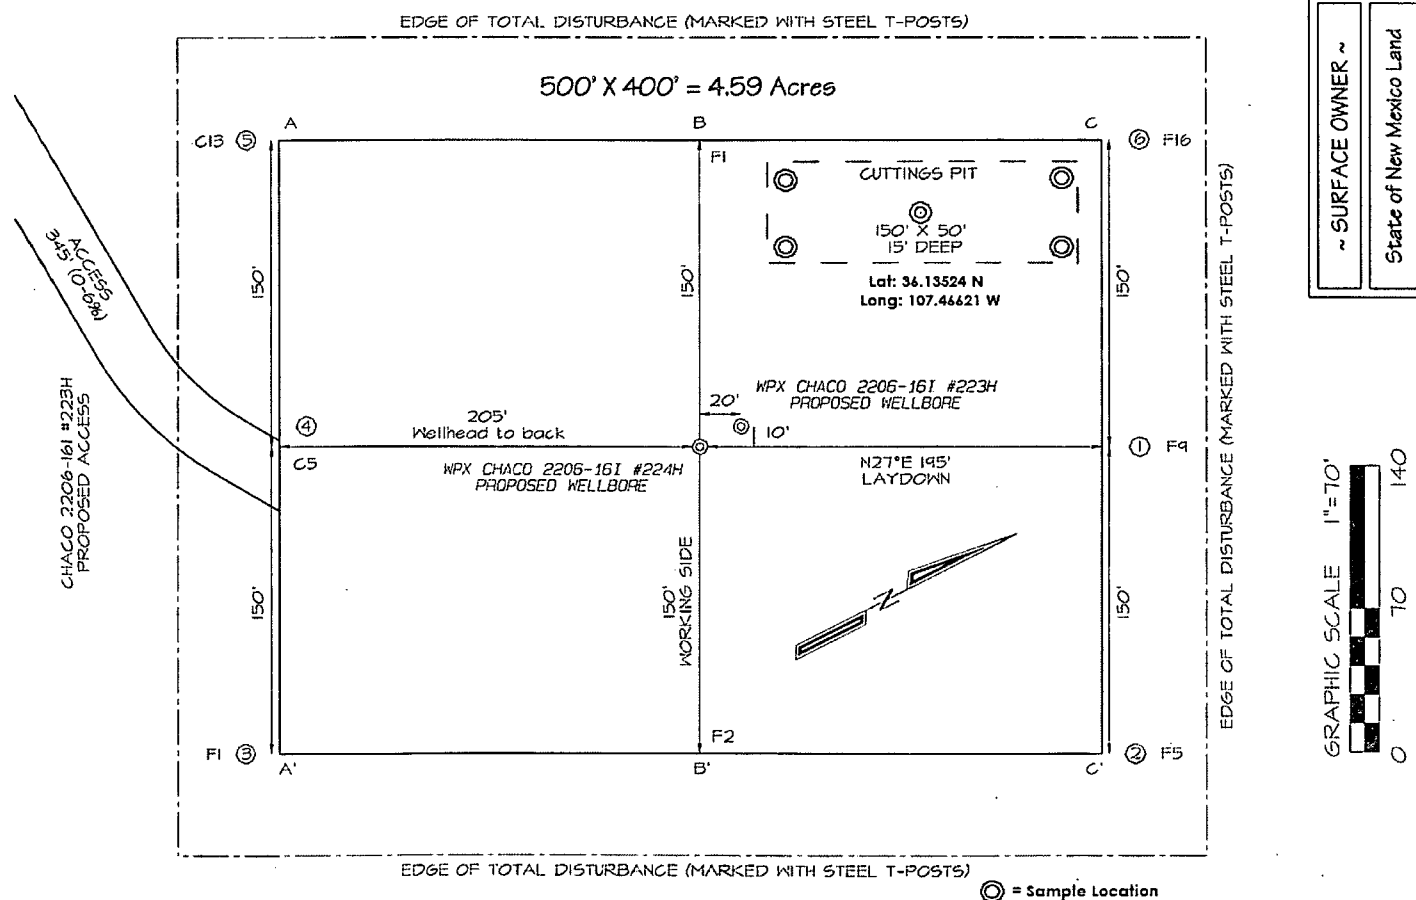 EDGE OF TOTAL DISTURBANCE (MARKED WITH STEEL T-POSTS)
500' X 400' = 4.59 Acres
A
B
C
C13 5
6 F16
F1
CUTTINGS PIT
150' X 50'
15' DEEP
Lat: 36.13524 N
Long: 107.46621 W
ACCESS
345' (0-6%)
150'
150'
150'
WPX CHACO 2206-16I #223H
PROPOSED WELLBORE
20'
10'
4
205'
Wellhead to back
C5
WPX CHACO 2206-16I #224H
PROPOSED WELLBORE
N27°E 195'
LAYDOWN
1 F9
CHACO 2206-16I #223H
PROPOSED ACCESS
150'
150'
WORKING SIDE
150'
N
F2
F1 3
2 F5
A'
B'
C'
EDGE OF TOTAL DISTURBANCE (MARKED WITH STEEL T-POSTS)
= Sample Location
EDGE OF TOTAL DISTURBANCE (MARKED WITH STEEL T-POSTS)
~ SURFACE OWNER ~
State of New Mexico Land
GRAPHIC SCALE 1"=70'
0 70 140